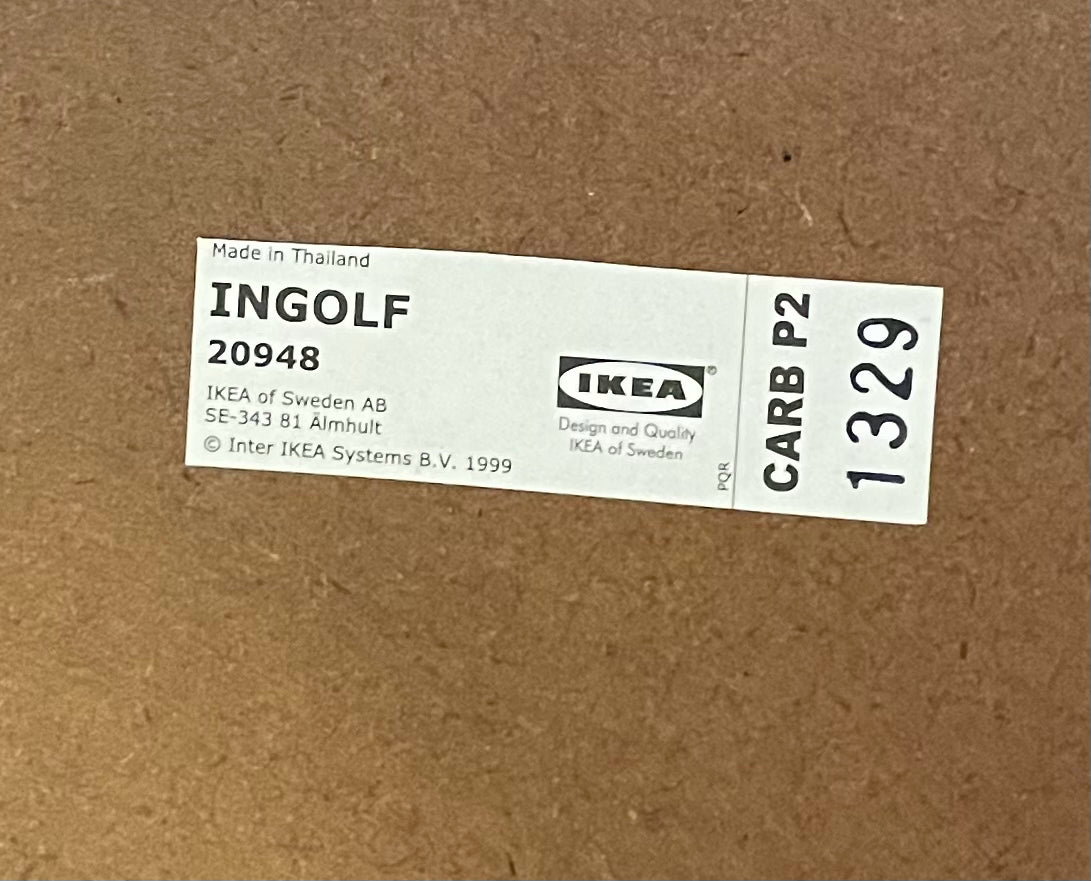 Made in Thailand
INGOLF
20948
IKEA of Sweden AB
SE-343 81 Älmhult
© Inter IKEA Systems B.V. 1999
IKEA®
Design and Quality
IKEA of Sweden
PQR
CARB P2
1329